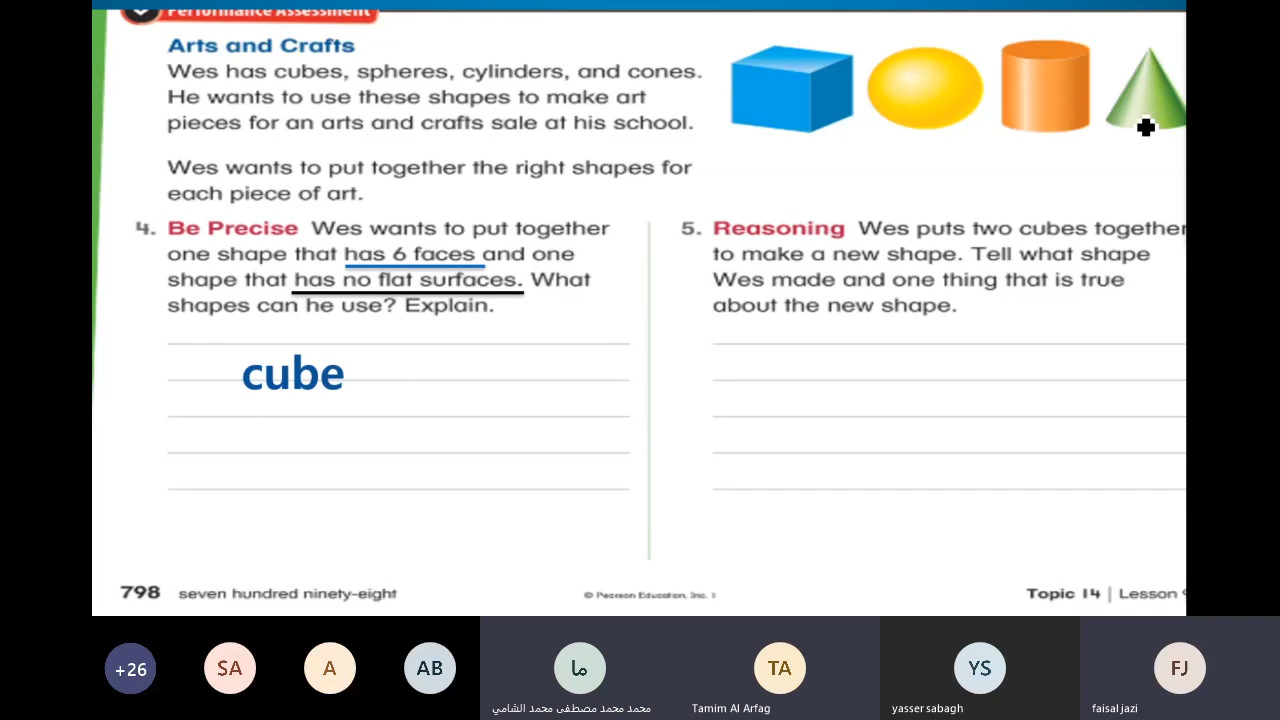 Performance Assessment
Arts and Crafts
Wes has cubes, spheres, cylinders, and cones.
He wants to use these shapes to make art
pieces for an arts and crafts sale at his school.
Wes wants to put together the right shapes for
each piece of art.
4. Be Precise Wes wants to put together
one shape that has 6 faces and one
shape that has no flat surfaces. What
shapes can he use? Explain.
cube
5. Reasoning Wes puts two cubes together
to make a new shape. Tell what shape
Wes made and one thing that is true
about the new shape.
798 seven hundred ninety-eight
© Pearson Education, Inc. 1
Topic 14 | Lesson
+26
SA
A
AB
ما
محمد محمد مصطفى محمد الشامي
TA
Tamim Al Arfag
YS
yasser sabagh
FJ
faisal jazi